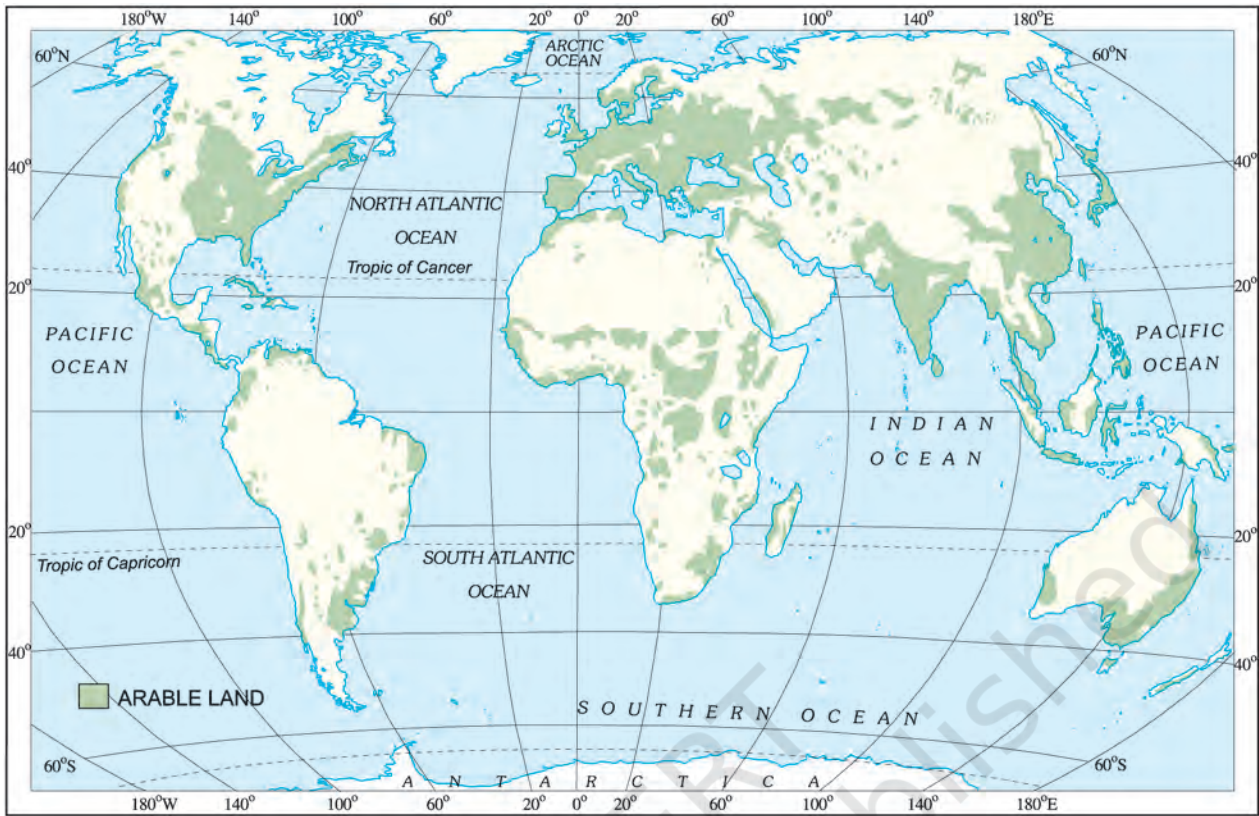 180°W 140° 100° 60° 20° 0° 20° 60° 100° 140° 180°E
60°N
ARCTIC
OCEAN
60°N
40°
40°
NORTH ATLANTIC
OCEAN
Tropic of Cancer
20°
20°
PACIFIC
OCEAN
PACIFIC
OCEAN
INDIAN
OCEAN
20°
20°
Tropic of Capricorn
SOUTH ATLANTIC
OCEAN
40°
40°
ARABLE LAND
SOUTHERN OCEAN
60°S
60°S
ANTARCTICA
180°W 140° 100° 60° 20° 0° 20° 60° 100° 140° 180°E